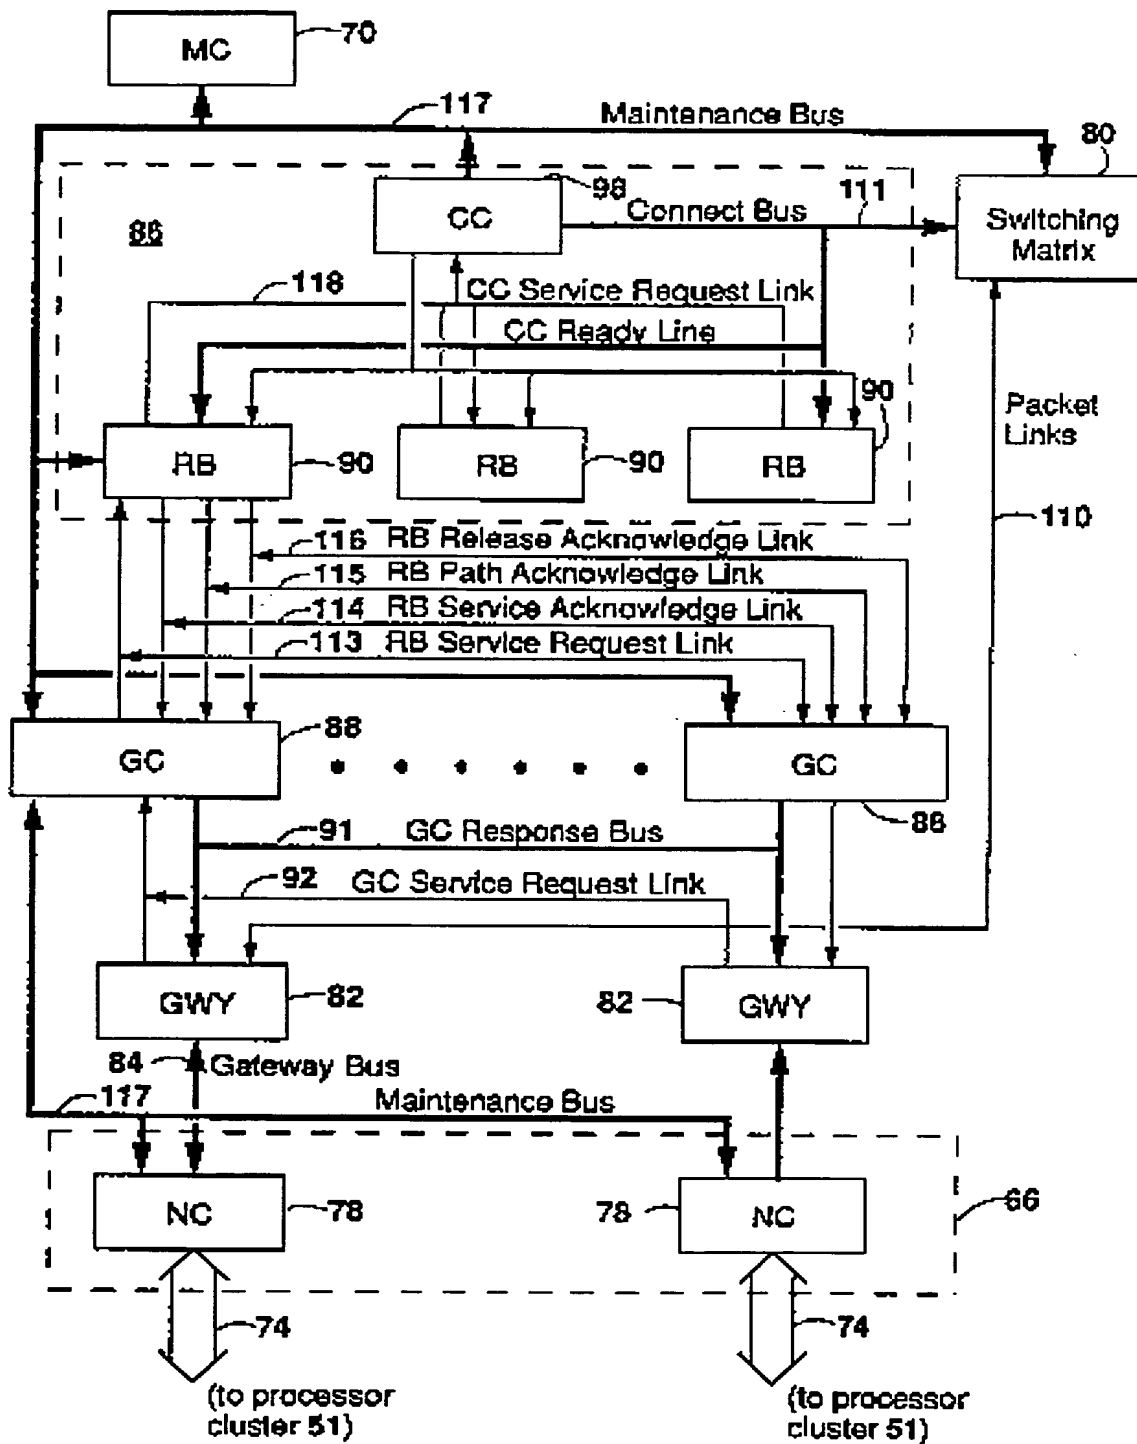 MC
70
117
Maintenance Bus
80
98
CC
Connect Bus
111
Switching
Matrix
86
118
CC Service Request Link
CC Ready Line
90
Packet
Links
RB
90
RB
90
RB
110
116 RB Release Acknowledge Link
115 RB Path Acknowledge Link
114 RB Service Acknowledge Link
113 RB Service Request Link
GC
88
GC
88
91
GC Response Bus
92
GC Service Request Link
GWY
82
82
GWY
84
Gateway Bus
117
Maintenance Bus
NC
78
78
NC
66
74
74
(to processor
cluster 51)
(to processor
cluster 51)